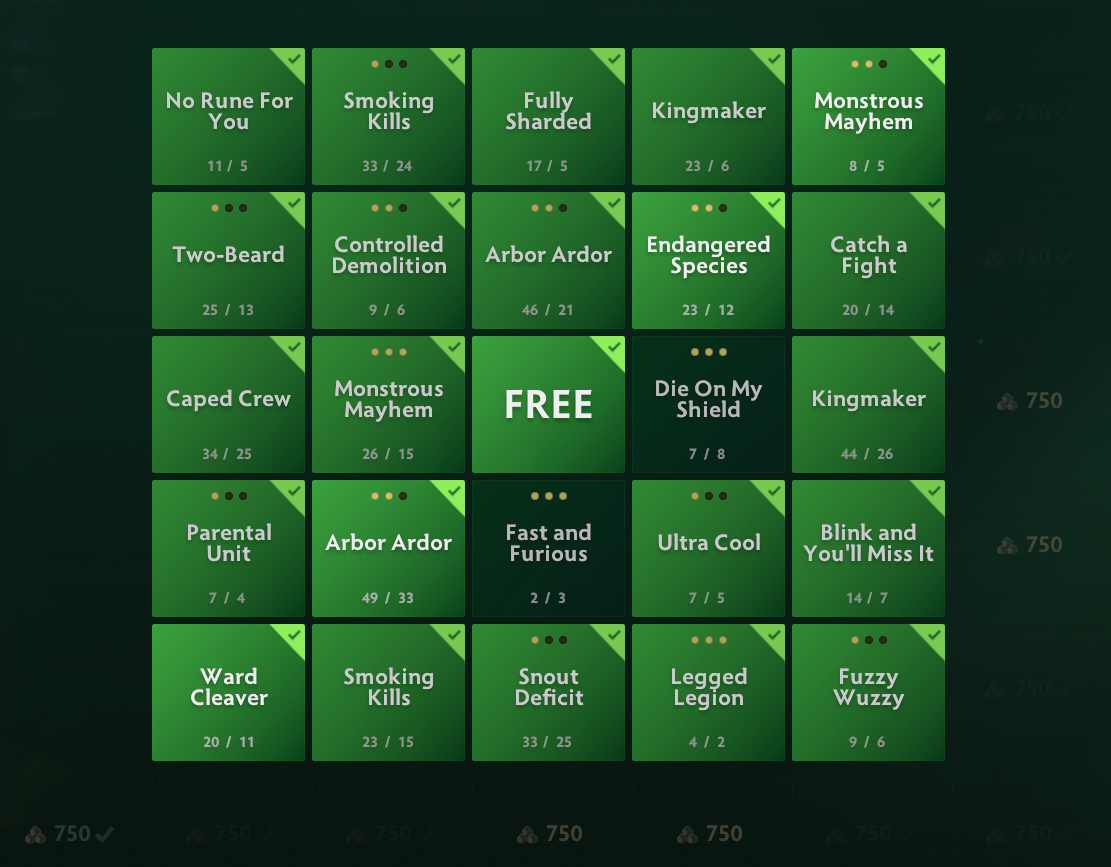 No Rune For
You
11 / 5
Smoking
Kills
33 / 24
Fully
Sharded
17 / 5
Kingmaker
23 / 6
Monstrous
Mayhem
8 / 5
750
Two-Beard
25 / 13
Controlled
Demolition
9 / 6
Arbor Ardor
46 / 21
Endangered
Species
23 / 12
Catch a
Fight
20 / 14
750
Caped Crew
34 / 25
Monstrous
Mayhem
26 / 15
FREE
Die On My
Shield
7 / 8
Kingmaker
44 / 26
750
Parental
Unit
7 / 4
Arbor Ardor
49 / 33
Fast and
Furious
2 / 3
Ultra Cool
7 / 5
Blink and
You'll Miss It
14 / 7
750
Ward
Cleaver
20 / 11
Smoking
Kills
23 / 15
Snout
Deficit
33 / 25
Legged
Legion
4 / 2
Fuzzy
Wuzzy
9 / 6
750
750
750
750
750
750
750
750